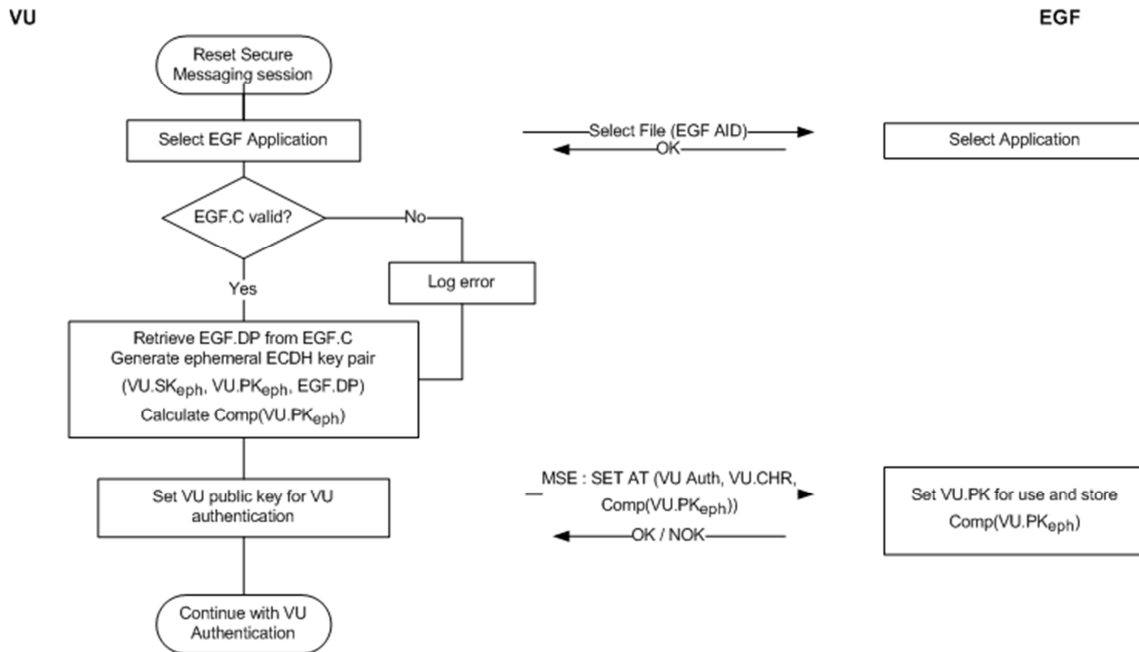 VU
EGF
Reset Secure
Messaging session
Select EGF Application
Select File (EGF AID)
OK
Select Application
EGF.C valid?
No
Log error
Yes
Retrieve EGF.DP from EGF.C
Generate ephemeral ECDH key pair
(VU.SKeph, VU.PKeph, EGF.DP)
Calculate Comp(VU.PKeph)
Set VU public key for VU
authentication
MSE : SET AT (VU Auth, VU.CHR,
Comp(VU.PKeph))
OK / NOK
Set VU.PK for use and store
Comp(VU.PKeph)
Continue with VU
Authentication